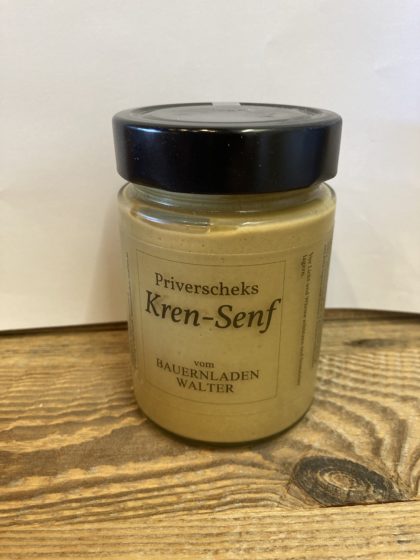 Priverscheks
Kren-Senf
vom
BAUERNLADEN
WALTER